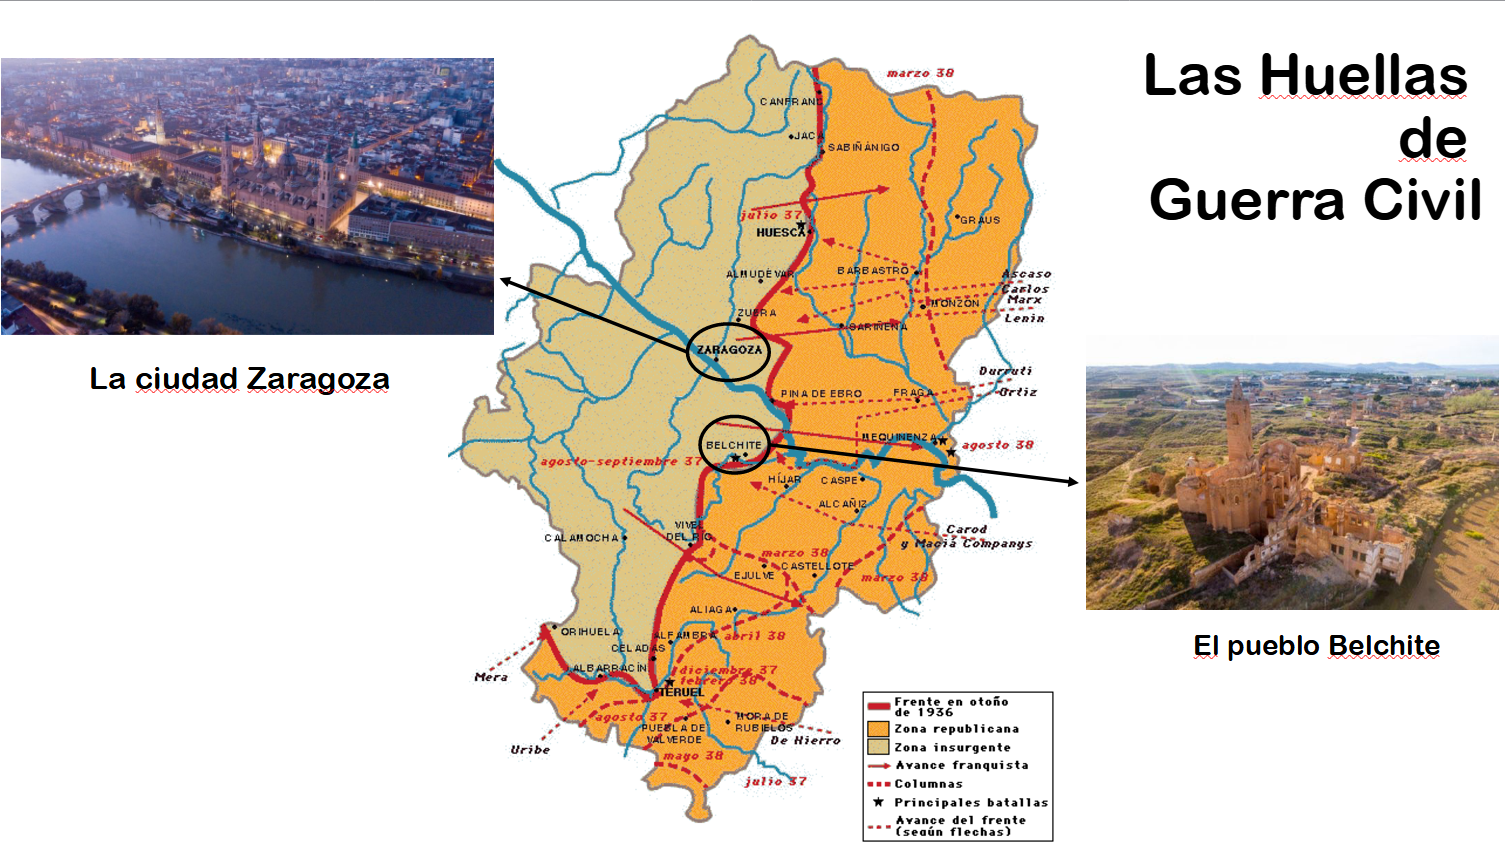 Las Huellas
de
Guerra Civil
La ciudad Zaragoza
El pueblo Belchite
marzo 38
CANFRANC
JACA
SABIÑÁNIGO
julio 37
HUESCA
GRAUS
ALMUDÉVAR
BARBASTRO
Ascaso
Carlos
Marx
MONZÓN
Lenin
ZUERA
SARIÑENA
ZARAGOZA
Durruti
Ortiz
PINA DE EBRO
FRAGA
BELCHITE
MEQUINENZA
agosto 38
agosto-septiembre 37
HÍJAR
CASPE
ALCAÑIZ
VIVEL
DEL RIO
CALAMOCHA
Carod
y Maciá Companys
marzo 38
EJULVE
CASTELLOTE
marzo 38
ALIAGA
ORIHUELA
ALFAMBRA
abril 38
CELADAS
ALBARRACÍN
diciembre 37
febrero 38
Mera
TERUEL
agosto 37
PUEBLA DE
VALVERDE
MORA DE
RUBIELOS
De Hierro
Uribe
mayo 38
julio 37
Frente en otoño
de 1936
Zona republicana
Zona insurgente
Avance franquista
Columnas
Principales batallas
Avance del frente
(según flechas)